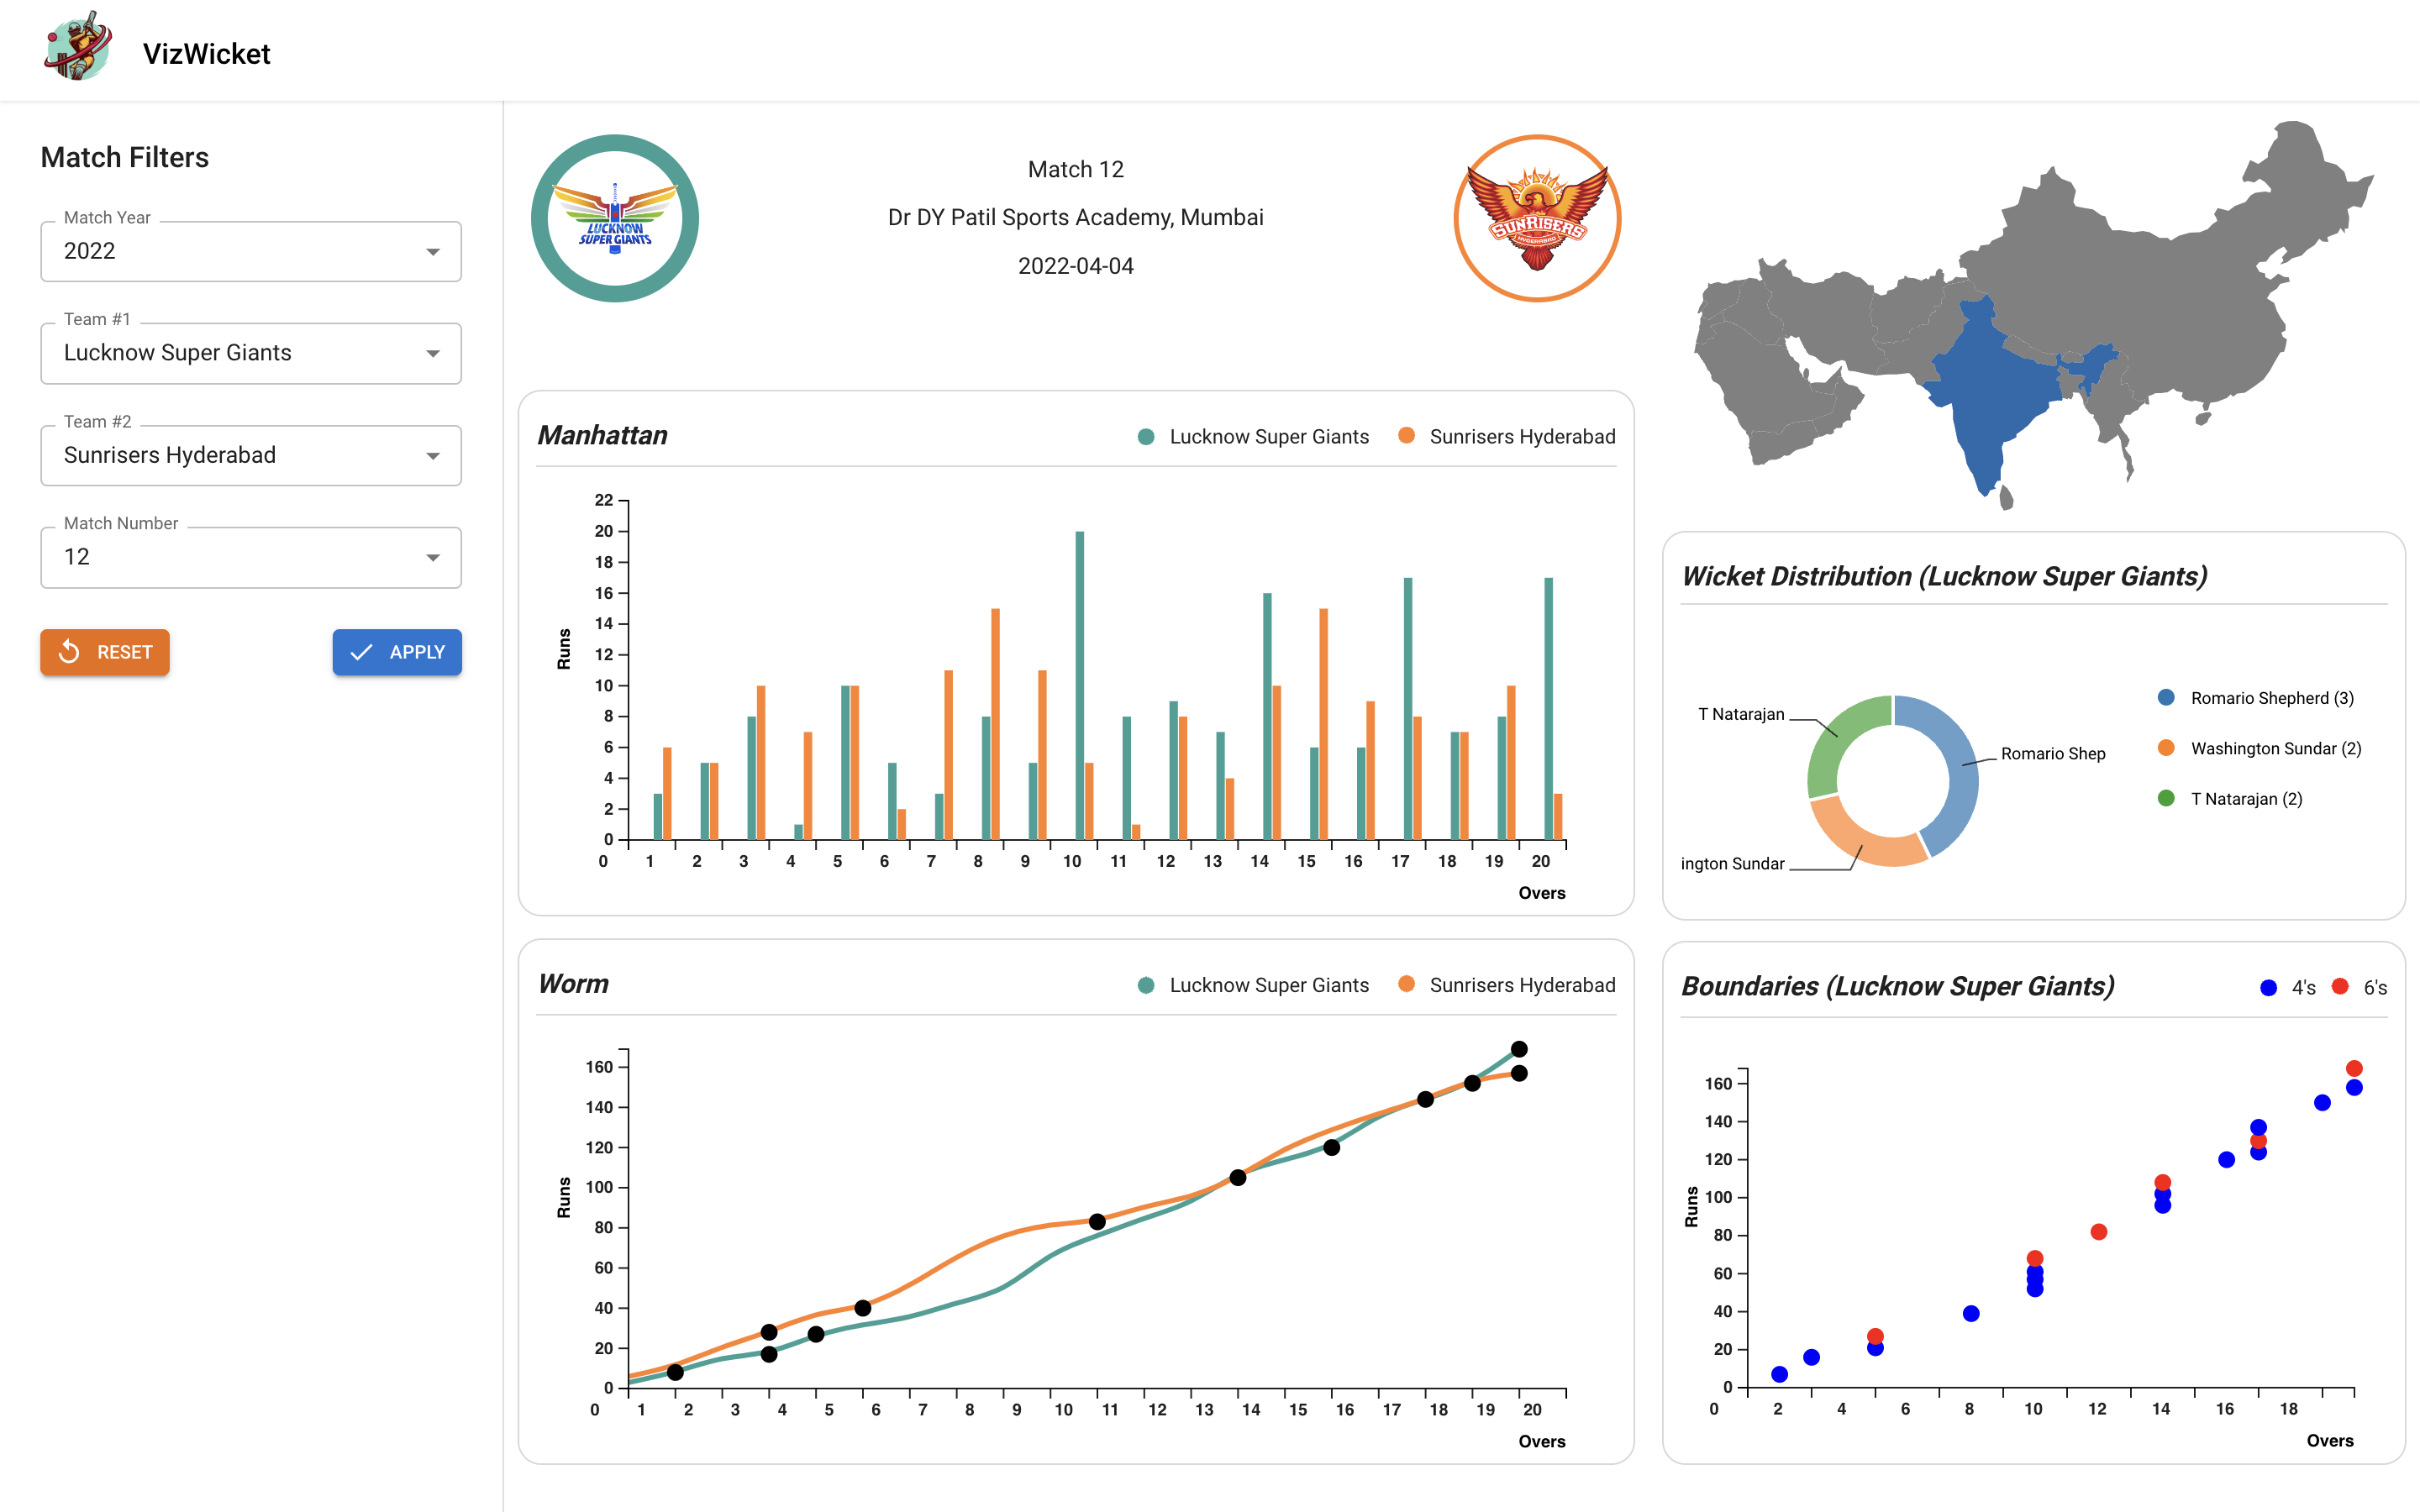 VizWicket
Match Filters
Match Year
2022
Team #1
Lucknow Super Giants
Team #2
Sunrisers Hyderabad
Match Number
12
RESET
APPLY
LUCKNOW
SUPER GIANTS
Match 12
Dr DY Patil Sports Academy, Mumbai
2022-04-04
SUNRISERS
HYDERABAD
Manhattan
Lucknow Super Giants
Sunrisers Hyderabad
22
20
18
16
14
12
10
8
6
4
2
0
Runs
0 1 2 3 4 5 6 7 8 9 10 11 12 13 14 15 16 17 18 19 20
Overs
Worm
Lucknow Super Giants
Sunrisers Hyderabad
160
140
120
100
80
60
40
20
0
Runs
0 1 2 3 4 5 6 7 8 9 10 11 12 13 14 15 16 17 18 19 20
Overs
Wicket Distribution (Lucknow Super Giants)
T Natarajan
Romario Shep
ington Sundar
Romario Shepherd (3)
Washington Sundar (2)
T Natarajan (2)
Boundaries (Lucknow Super Giants)
4's
6's
160
140
120
100
80
60
40
20
0
Runs
0 2 4 6 8 10 12 14 16 18
Overs